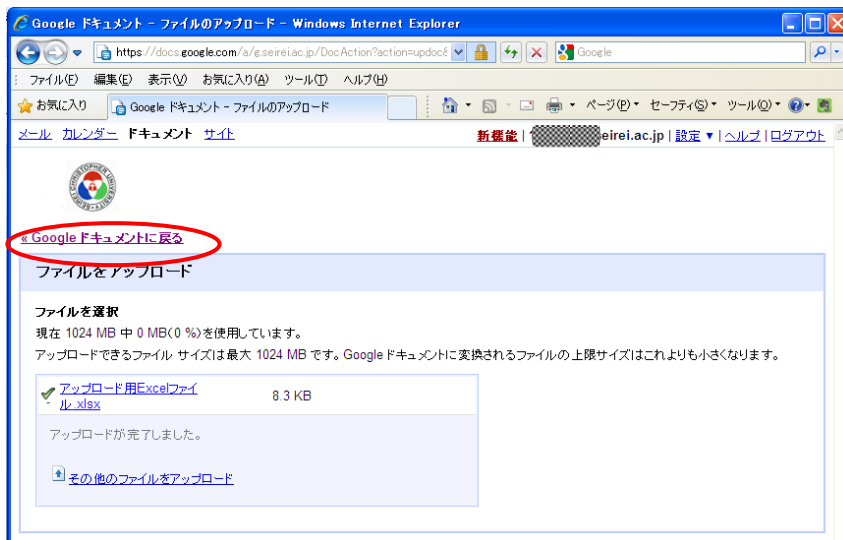 Google ドキュメント - ファイルのアップロード - Windows Internet Explorer
https://docs.google.com/a/g.seirei.ac.jp/DocAction?action=updoc& Google
ファイル(F) 編集(E) 表示(V) お気に入り(A) ツール(T) ヘルプ(H)
お気に入り Google ドキュメント - ファイルのアップロード ページ(P) セーフティ(S) ツール(O)
メール カレンダー ドキュメント サイト 新機能 | eirei.ac.jp | 設定 ▼ | ヘルプ | ログアウト
« Google ドキュメントに戻る
ファイルをアップロード
ファイルを選択
現在 1024 MB 中 0 MB(0 %)を使用しています。
アップロードできるファイル サイズは最大 1024 MB です。Google ドキュメントに変換されるファイルの上限サイズはこれよりも小さくなります。
アップロード用Excelファイ 8.3 KB
ル.xlsx
アップロードが完了しました。
その他のファイルをアップロード